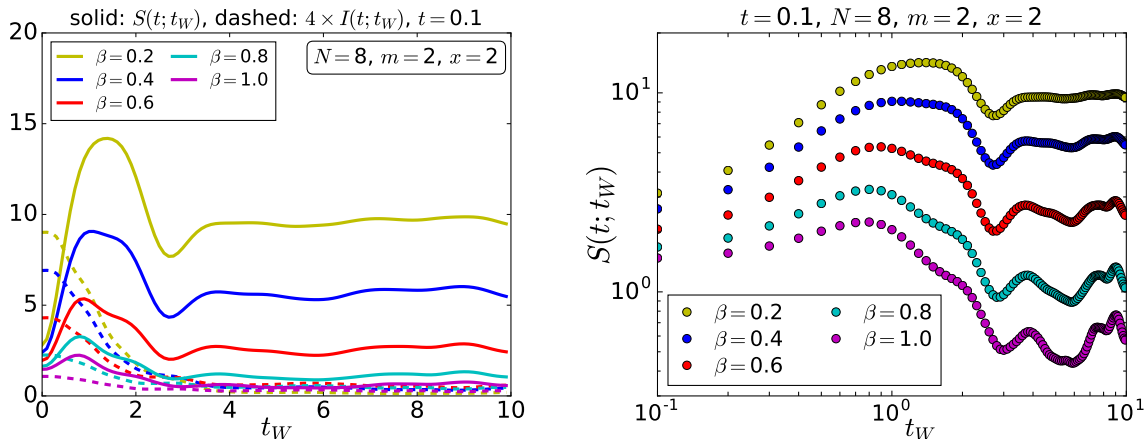 solid: S(t; t_W), dashed: 4 × I(t; t_W), t = 0.1
N = 8, m = 2, x = 2
β = 0.2
β = 0.4
β = 0.6
β = 0.8
β = 1.0
20
15
10
5
0
0 2 4 6 8 10
t_W
t = 0.1, N = 8, m = 2, x = 2
S(t; t_W)
10^1
10^0
β = 0.2
β = 0.4
β = 0.6
β = 0.8
β = 1.0
10^-1 10^0 10^1
t_W